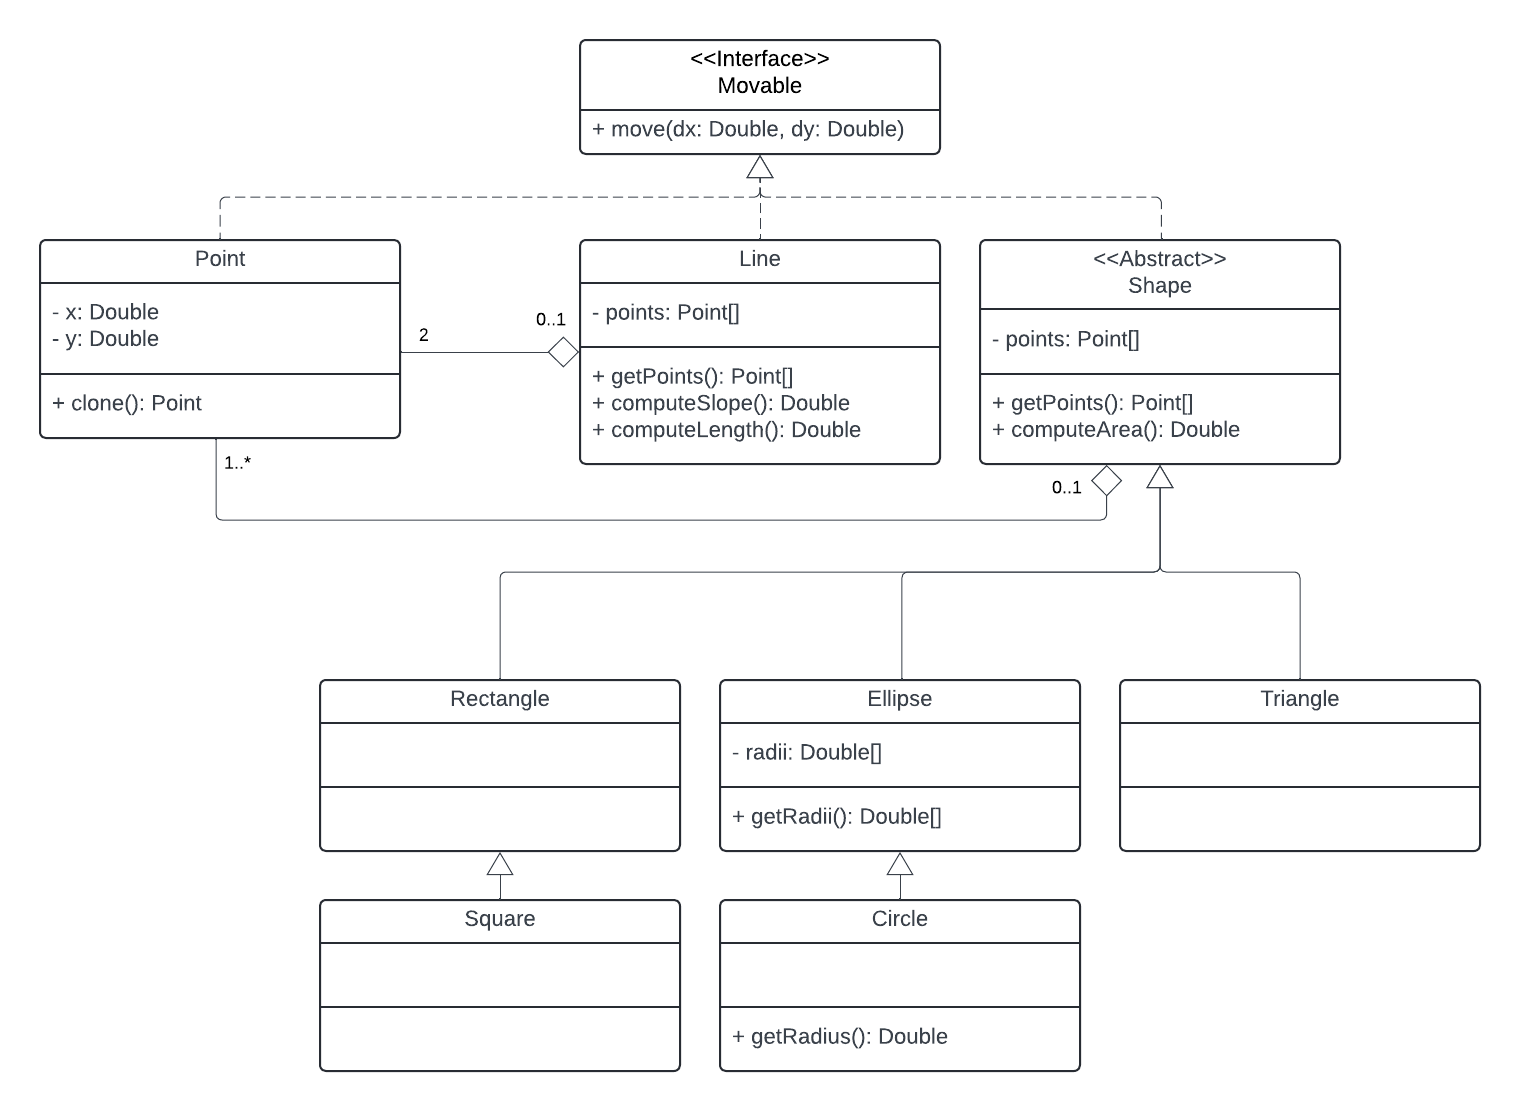 <<Interface>>
Movable
+ move(dx: Double, dy: Double)
Point
- x: Double
- y: Double
+ clone(): Point
2
0..1
Line
- points: Point[]
+ getPoints(): Point[]
+ computeSlope(): Double
+ computeLength(): Double
<<Abstract>>
Shape
- points: Point[]
+ getPoints(): Point[]
+ computeArea(): Double
1..*
0..1
Rectangle
Ellipse
- radii: Double[]
+ getRadii(): Double[]
Triangle
Square
Circle
+ getRadius(): Double